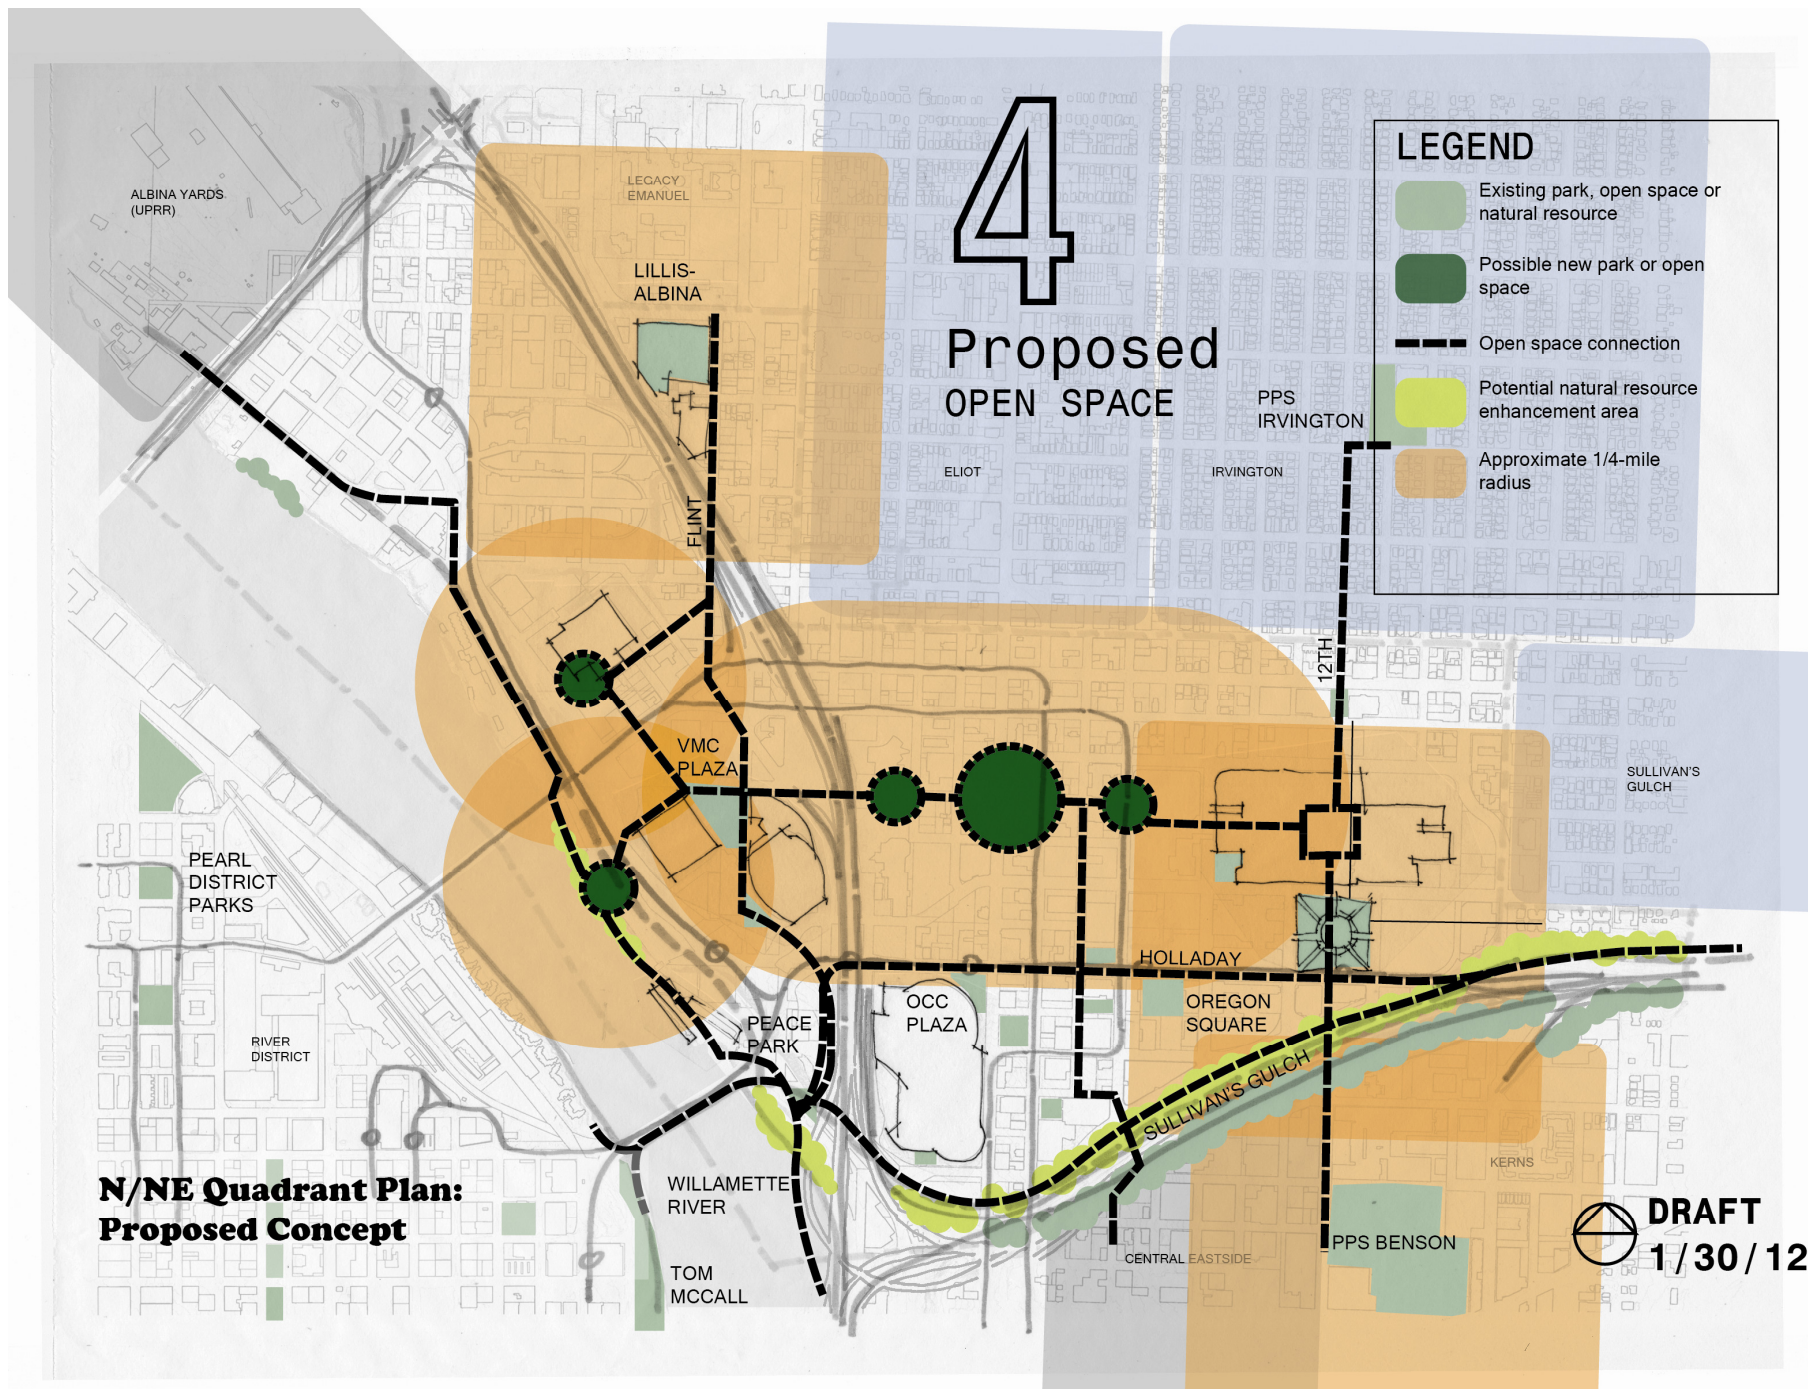 4
Proposed
OPEN SPACE
LEGEND
Existing park, open space or
natural resource
Possible new park or open
space
Open space connection
Potential natural resource
enhancement area
Approximate 1/4-mile
radius
ALBINA YARDS
(UPRR)
LEGACY
EMANUEL
LILLIS-
ALBINA
PPS
IRVINGTON
ELIOT
IRVINGTON
FLINT
12TH
VMC
PLAZA
SULLIVAN'S
GULCH
PEARL
DISTRICT
PARKS
HOLLADAY
OCC
PLAZA
OREGON
SQUARE
PEACE
PARK
RIVER
DISTRICT
SULLIVAN'S GULCH
KERNS
WILLAMETTE
RIVER
N/NE Quadrant Plan:
Proposed Concept
PPS BENSON
CENTRAL EASTSIDE
TOM
MCCALL
DRAFT
1/30/12